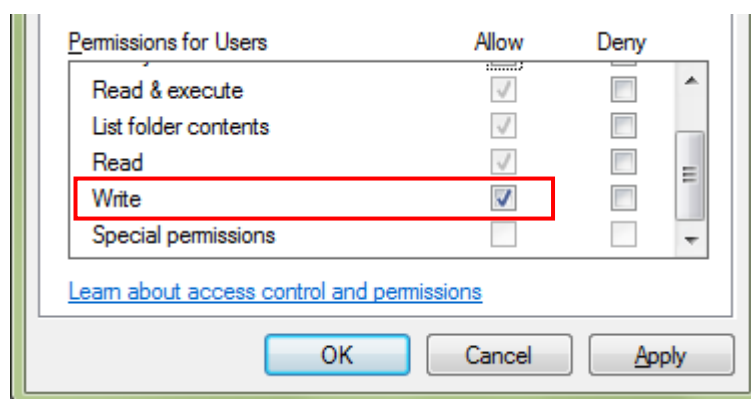 Permissions for Users Allow Deny
Read & execute
List folder contents
Read
Write
Special permissions
Learn about access control and permissions
OK Cancel Apply